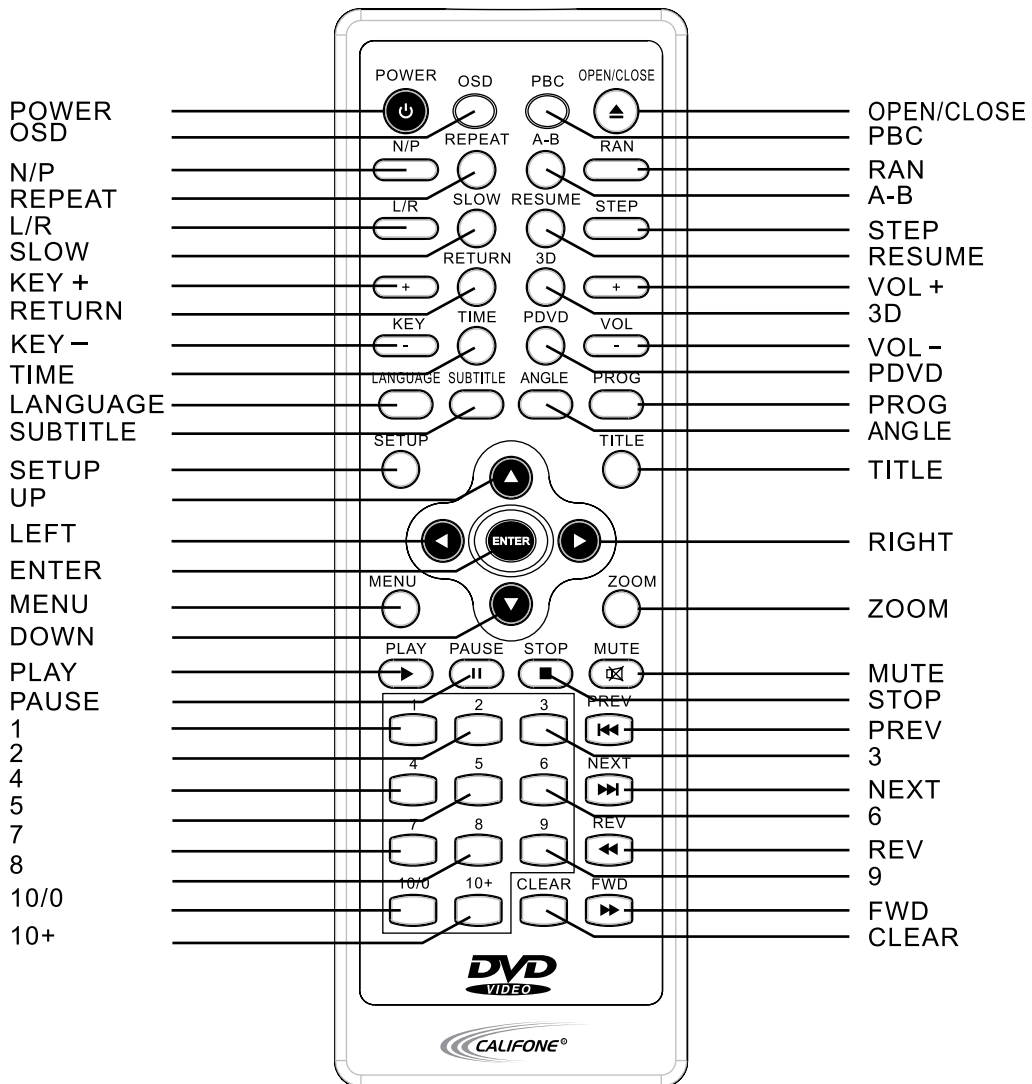 POWER
OSD
N/P
REPEAT
L/R
SLOW
KEY +
RETURN
KEY −
TIME
LANGUAGE
SUBTITLE
SETUP
UP
LEFT
ENTER
MENU
DOWN
PLAY
PAUSE
1
2
4
5
7
8
10/0
10+
POWER OSD PBC OPEN/CLOSE
N/P REPEAT A-B RAN
L/R SLOW RESUME STEP
RETURN 3D
+ +
KEY TIME PDVD VOL
- -
LANGUAGE SUBTITLE ANGLE PROG
SETUP TITLE
ENTER
MENU ZOOM
PLAY PAUSE STOP MUTE
1 2 3 PREV
4 5 6 NEXT
7 8 9 REV
10/0 10+ CLEAR FWD
DVD
VIDEO
CALIFONE®
OPEN/CLOSE
PBC
RAN
A-B
STEP
RESUME
VOL +
3D
VOL −
PDVD
PROG
ANGLE
TITLE
RIGHT
ZOOM
MUTE
STOP
PREV
3
NEXT
6
REV
9
FWD
CLEAR